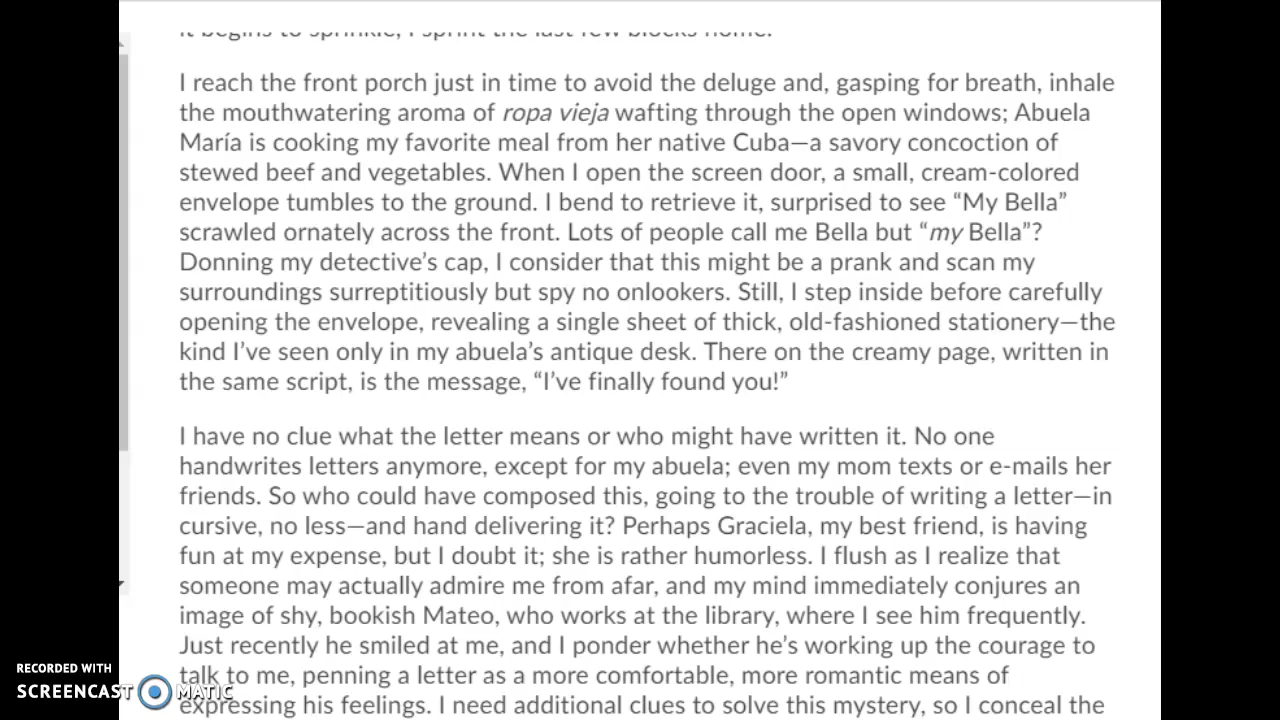 it begins to sprinkle, I sprint the last few blocks home.
I reach the front porch just in time to avoid the deluge and, gasping for breath, inhale
the mouthwatering aroma of ropa vieja wafting through the open windows; Abuela
María is cooking my favorite meal from her native Cuba—a savory concoction of
stewed beef and vegetables. When I open the screen door, a small, cream-colored
envelope tumbles to the ground. I bend to retrieve it, surprised to see “My Bella”
scrawled ornately across the front. Lots of people call me Bella but “my Bella”?
Donning my detective’s cap, I consider that this might be a prank and scan my
surroundings surreptitiously but spy no onlookers. Still, I step inside before carefully
opening the envelope, revealing a single sheet of thick, old-fashioned stationery—the
kind I’ve seen only in my abuela’s antique desk. There on the creamy page, written in
the same script, is the message, “I’ve finally found you!”
I have no clue what the letter means or who might have written it. No one
handwrites letters anymore, except for my abuela; even my mom texts or e-mails her
friends. So who could have composed this, going to the trouble of writing a letter—in
cursive, no less—and hand delivering it? Perhaps Graciela, my best friend, is having
fun at my expense, but I doubt it; she is rather humorless. I flush as I realize that
someone may actually admire me from afar, and my mind immediately conjures an
image of shy, bookish Mateo, who works at the library, where I see him frequently.
Just recently he smiled at me, and I ponder whether he’s working up the courage to
talk to me, penning a letter as a more comfortable, more romantic means of
expressing his feelings. I need additional clues to solve this mystery, so I conceal the
RECORDED WITH
SCREENCAST MATIC